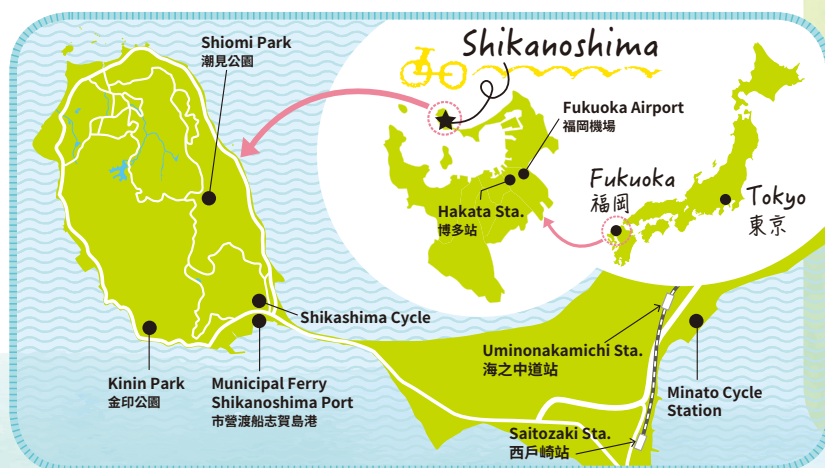 Shiomi Park
潮見公園
Shikanoshima
Fukuoka Airport
福岡機場
Hakata Sta.
博多站
Fukuoka
福岡
Tokyo
東京
Shikashima Cycle
Kinin Park
金印公園
Municipal Ferry
Shikanoshima Port
市營渡船志賀島港
Uminonakamichi Sta.
海之中道站
Minato Cycle
Station
Saitozaki Sta.
西戶崎站